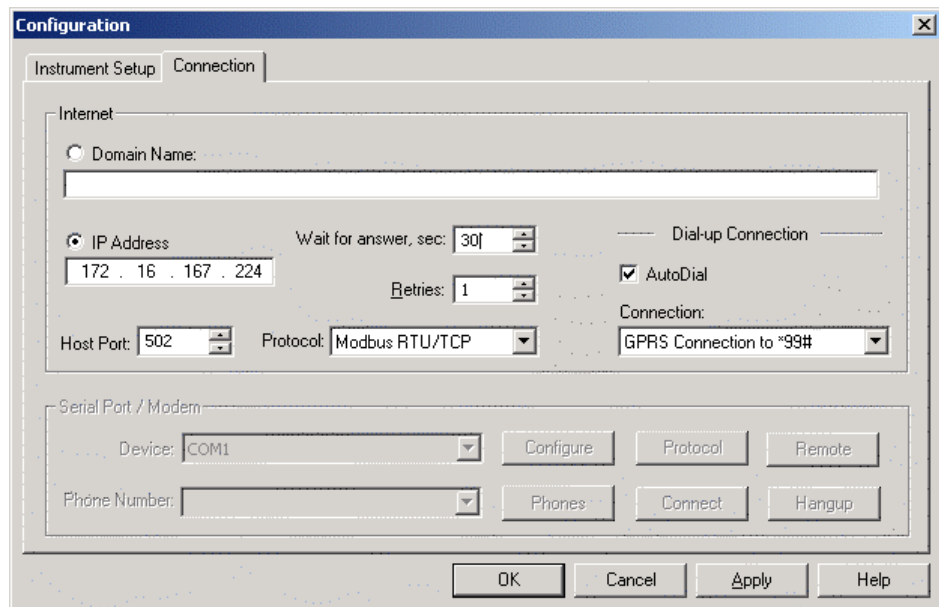 Configuration
Instrument Setup Connection
Internet
Domain Name:
IP Address Wait for answer, sec: 30 Dial-up Connection
172 . 16 . 167 . 224 AutoDial
Retries: 1
Connection:
Host Port: 502 Protocol: Modbus RTU/TCP GPRS Connection to *99#
Serial Port / Modem
Device: COM1 Configure Protocol Remote
Phone Number: Phones Connect Hangup
OK Cancel Apply Help